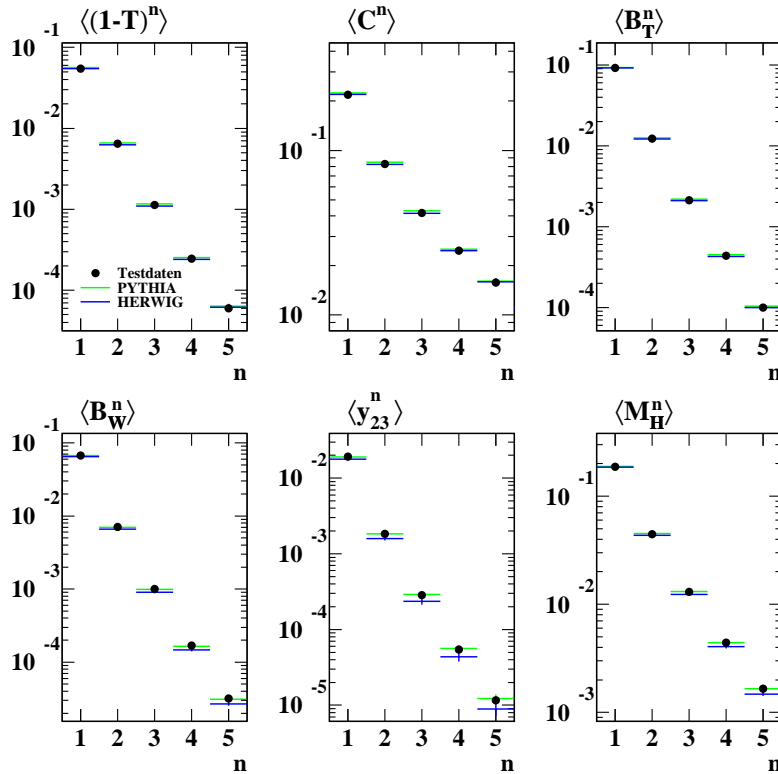 ⟨(1-T)ⁿ⟩
10⁻¹
10⁻²
10⁻³
10⁻⁴
Testdaten
PYTHIA
HERWIG
1 2 3 4 5
n
⟨Cⁿ⟩
10⁻¹
10⁻²
1 2 3 4 5
n
⟨B_Tⁿ⟩
10⁻¹
10⁻²
10⁻³
10⁻⁴
1 2 3 4 5
n
⟨B_Wⁿ⟩
10⁻¹
10⁻²
10⁻³
10⁻⁴
1 2 3 4 5
n
⟨y₂₃ⁿ⟩
10⁻²
10⁻³
10⁻⁴
10⁻⁵
1 2 3 4 5
n
⟨M_Hⁿ⟩
10⁻¹
10⁻²
10⁻³
1 2 3 4 5
n